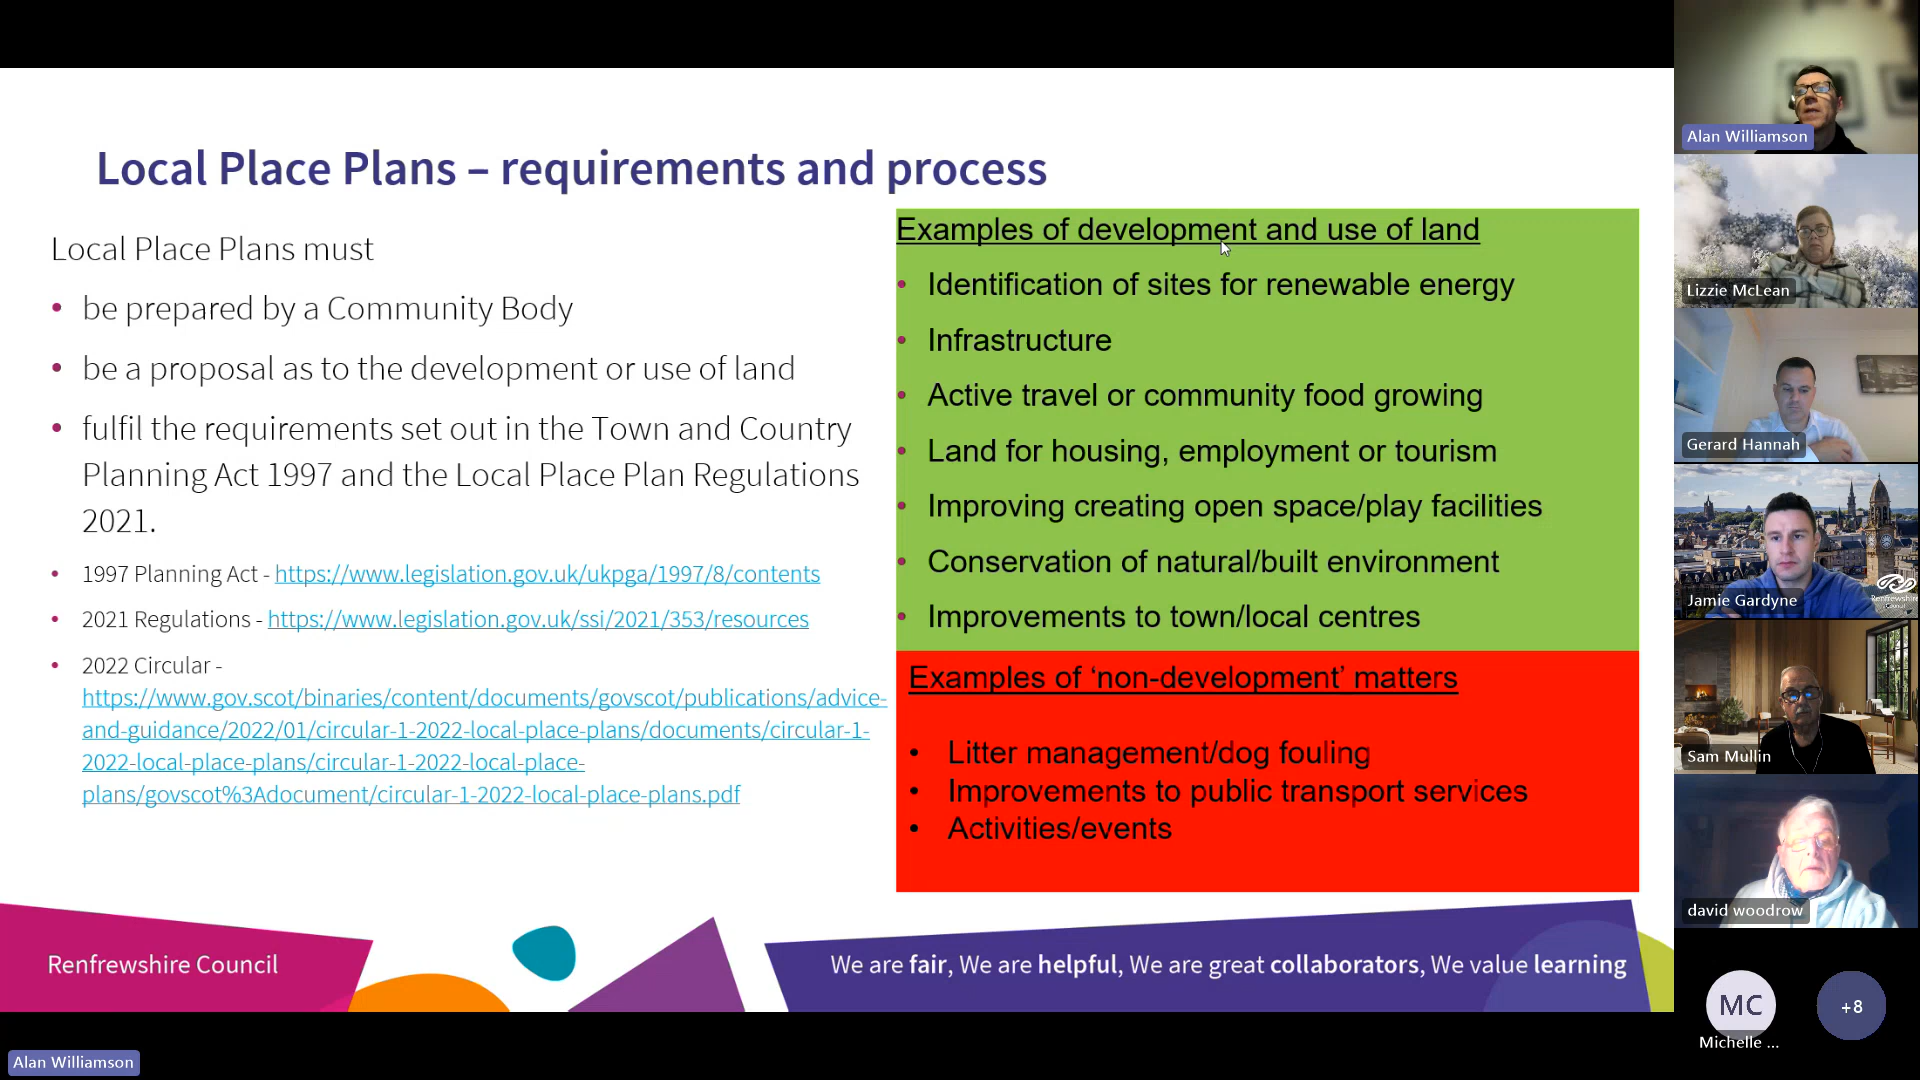 Local Place Plans – requirements and process
Local Place Plans must
• be prepared by a Community Body
• be a proposal as to the development or use of land
• fulfil the requirements set out in the Town and Country
Planning Act 1997 and the Local Place Plan Regulations
2021.
• 1997 Planning Act - https://www.legislation.gov.uk/ukpga/1997/8/contents
• 2021 Regulations - https://www.legislation.gov.uk/ssi/2021/353/resources
• 2022 Circular -
https://www.gov.scot/binaries/content/documents/govscot/publications/advice-
and-guidance/2022/01/circular-1-2022-local-place-plans/documents/circular-1-
2022-local-place-plans/circular-1-2022-local-place-
plans/govscot%3Adocument/circular-1-2022-local-place-plans.pdf
Examples of development and use of land
• Identification of sites for renewable energy
• Infrastructure
• Active travel or community food growing
• Land for housing, employment or tourism
• Improving creating open space/play facilities
• Conservation of natural/built environment
• Improvements to town/local centres
Examples of ‘non-development’ matters
• Litter management/dog fouling
• Improvements to public transport services
• Activities/events
Renfrewshire Council
We are fair, We are helpful, We are great collaborators, We value learning
Alan Williamson
Alan Williamson
Lizzie McLean
Gerard Hannah
Jamie Gardyne
Renfrewshire
Council
Sam Mullin
david woodrow
MC
Michelle ...
+8